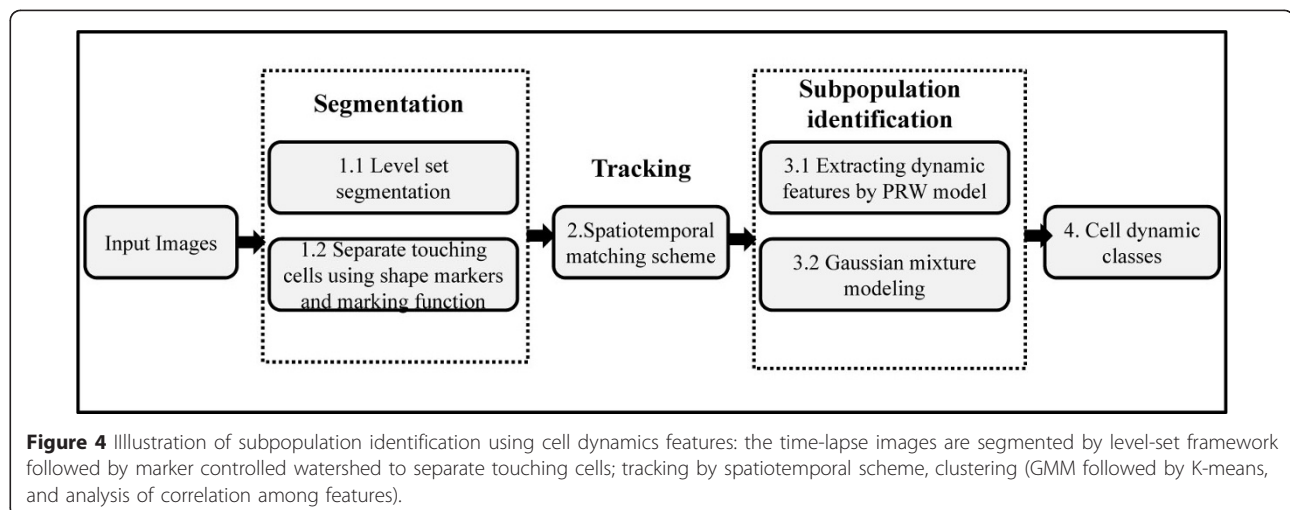 Input Images
Segmentation
1.1 Level set
segmentation
1.2 Separate touching
cells using shape markers
and marking function
Tracking
2.Spatiotemporal
matching scheme
Subpopulation
identification
3.1 Extracting dynamic
features by PRW model
3.2 Gaussian mixture
modeling
4. Cell dynamic
classes
Figure 4 IIllustration of subpopulation identification using cell dynamics features: the time-lapse images are segmented by level-set framework
followed by marker controlled watershed to separate touching cells; tracking by spatiotemporal scheme, clustering (GMM followed by K-means,
and analysis of correlation among features).